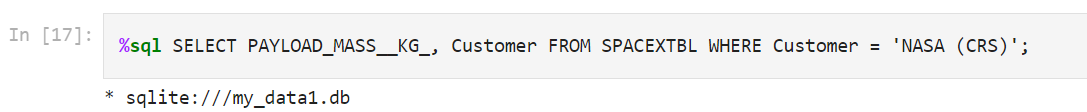 In [17]: %sql SELECT PAYLOAD_MASS__KG_, Customer FROM SPACEXTBL WHERE Customer = 'NASA (CRS)';
* sqlite:///my_data1.db